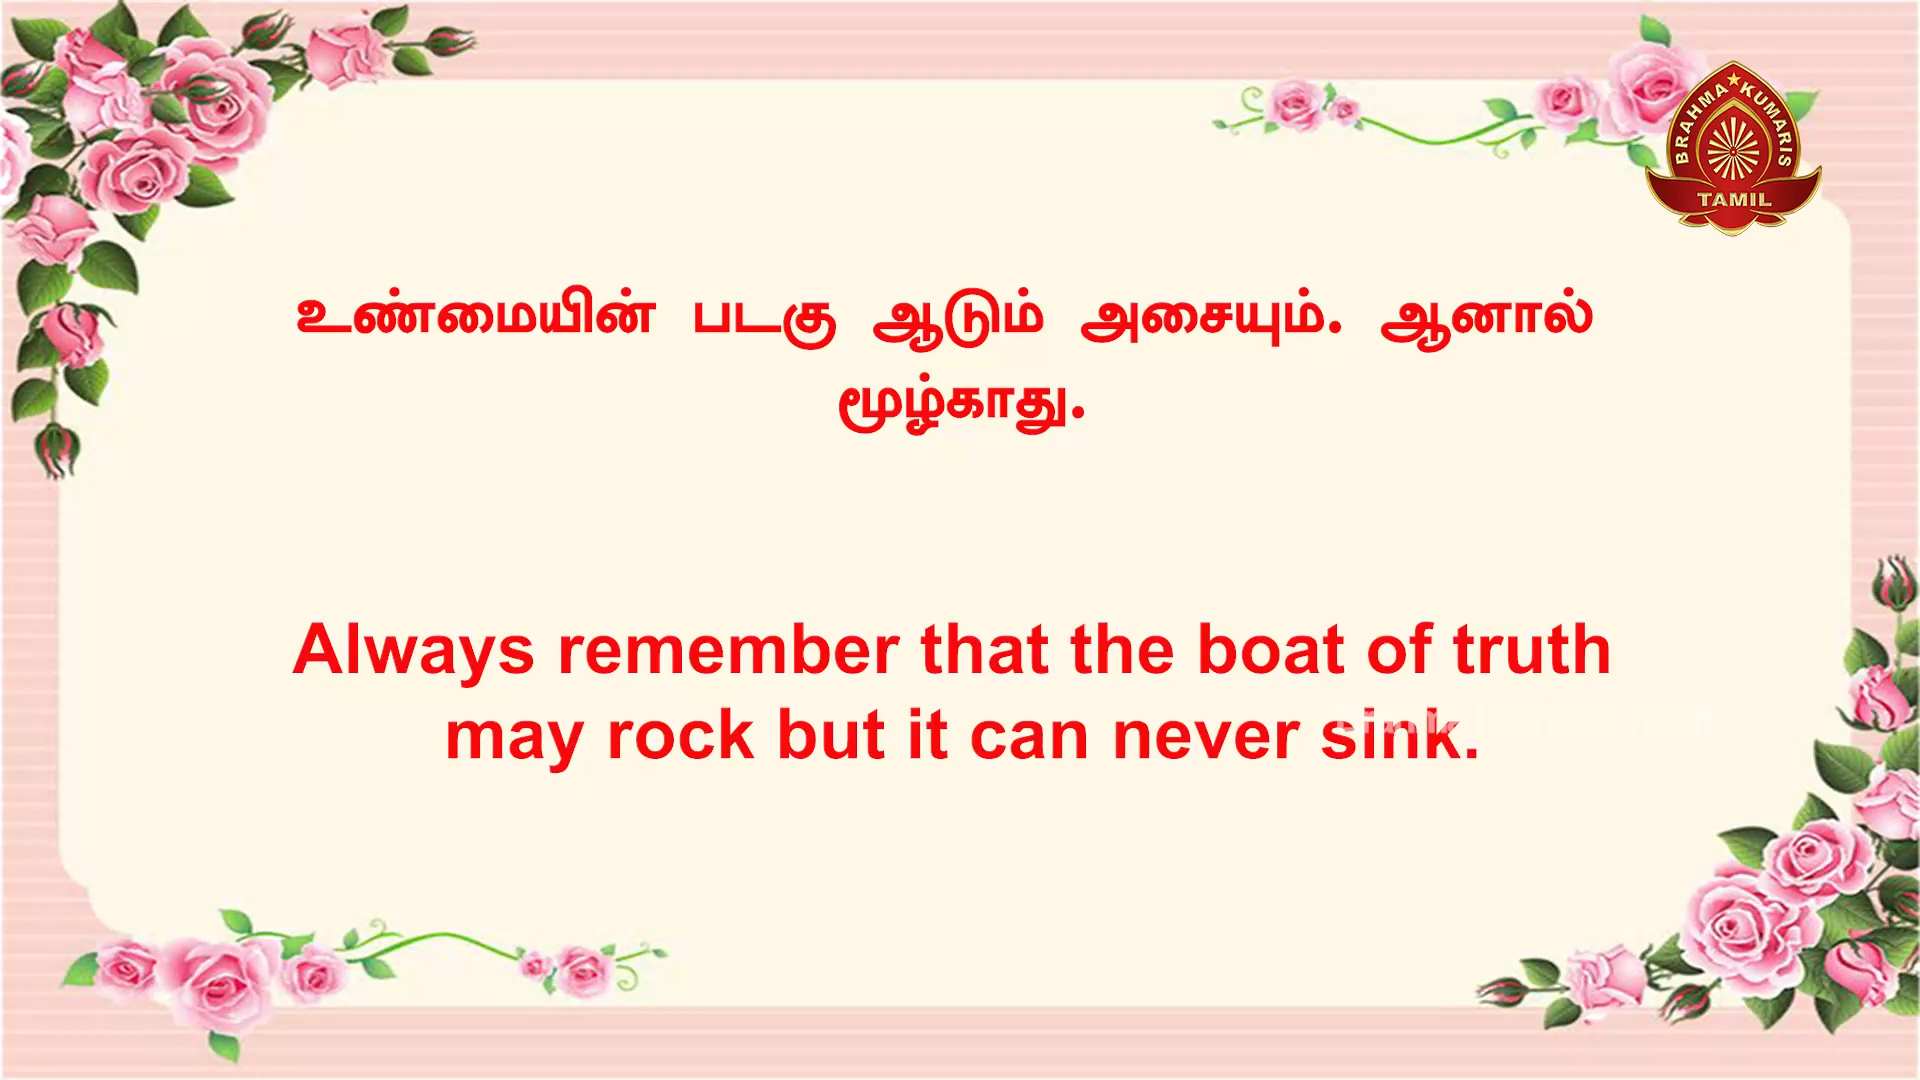 BRAHMA KUMARIS
TAMIL
உண்மையின் படகு ஆடும் அசையும். ஆனால்
மூழ்காது.
Always remember that the boat of truth
may rock but it can never sink.